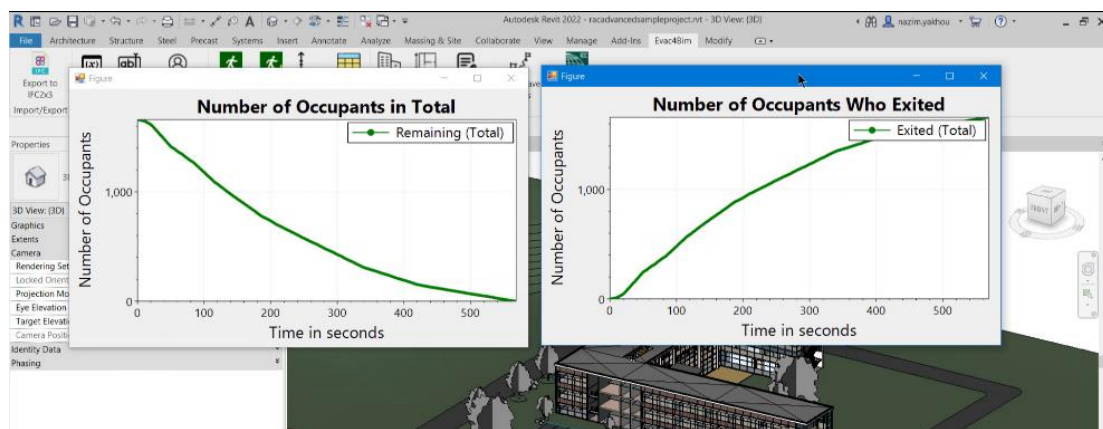 Autodesk Revit 2022 - racadvancedsampleproject.rvt - 3D View: {3D}
nazim.yakhou
File Architecture Structure Steel Precast Systems Insert Annotate Analyze Massing & Site Collaborate View Manage Add-Ins Evac4Bim Modify
Export to
IFC2x3
Import/Export
Properties
3D View: {3D}
Graphics
Extents
Camera
Rendering Set
Locked Orient
Projection Mo
Eye Elevation
Target Elevati
Camera Positi
Identity Data
Phasing
Figure
Number of Occupants in Total
Remaining (Total)
Number of Occupants
1,000
0
0 100 200 300 400 500
Time in seconds
Figure
Number of Occupants Who Exited
Exited (Total)
Number of Occupants
1,000
0
0 100 200 300 400 500
Time in seconds
FRONT